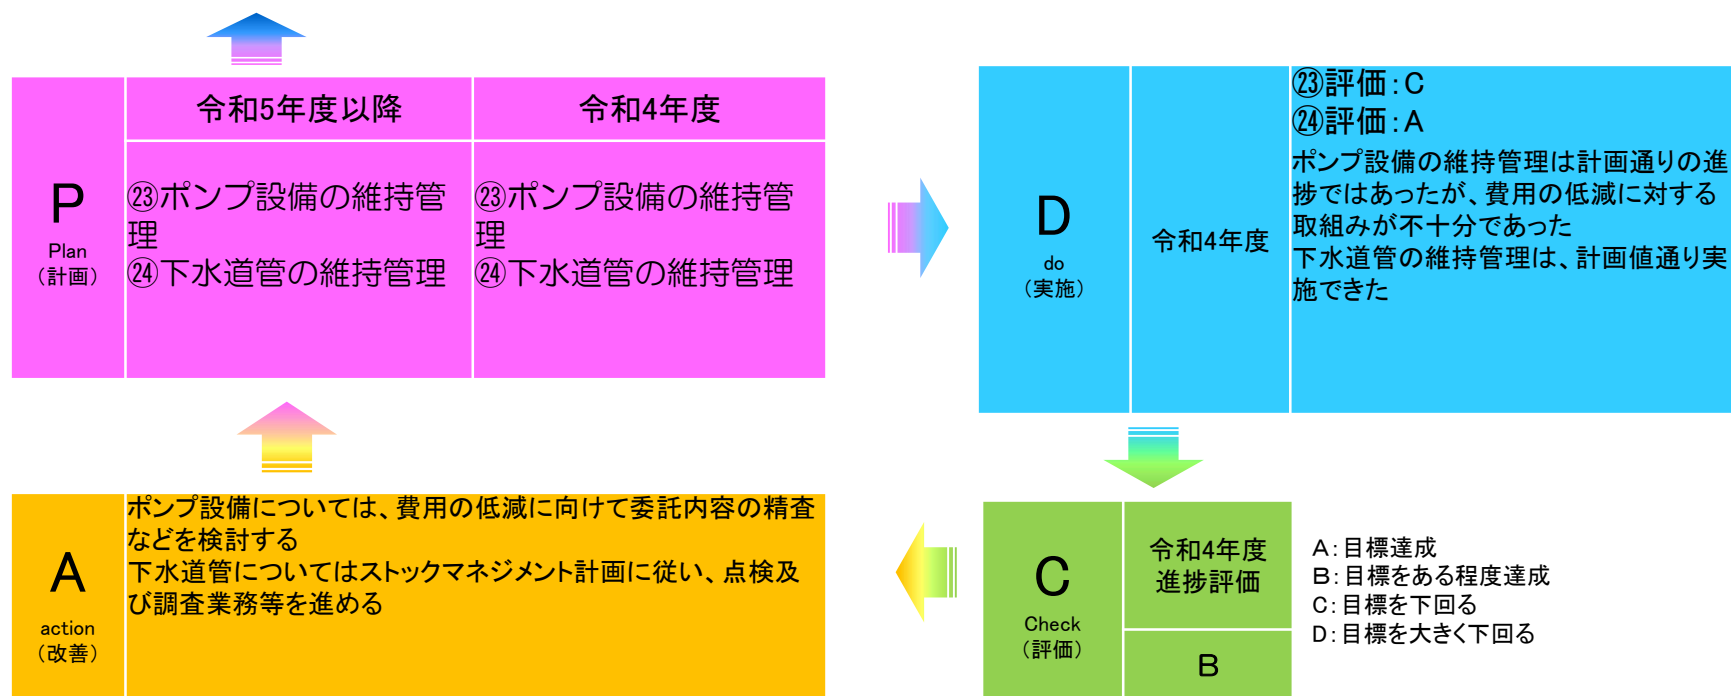 P
Plan
（計画）
令和5年度以降
令和4年度
㉓ポンプ設備の維持管
理
㉔下水道管の維持管理
㉓ポンプ設備の維持管
理
㉔下水道管の維持管理
D
do
（実施）
令和4年度
㉓評価：C
㉔評価：A
ポンプ設備の維持管理は計画通りの進
捗ではあったが、費用の低減に対する
取組みが不十分であった
下水道管の維持管理は、計画値通り実
施できた
A
action
（改善）
ポンプ設備については、費用の低減に向けて委託内容の精査
などを検討する
下水道管についてはストックマネジメント計画に従い、点検及
び調査業務等を進める
C
Check
（評価）
令和4年度
進捗評価
B
A：目標達成
B：目標をある程度達成
C：目標を下回る
D：目標を大きく下回る